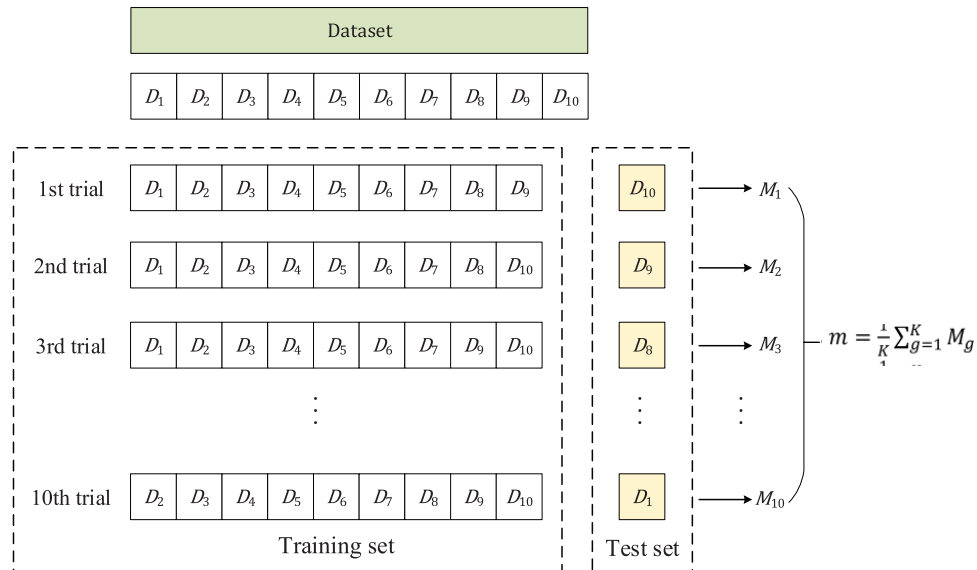 Dataset
D₁ D₂ D₃ D₄ D₅ D₆ D₇ D₈ D₉ D₁₀
1st trial D₁ D₂ D₃ D₄ D₅ D₆ D₇ D₈ D₉ D₁₀ M₁
2nd trial D₁ D₂ D₃ D₄ D₅ D₆ D₇ D₈ D₁₀ D₉ M₂
3rd trial D₁ D₂ D₃ D₄ D₅ D₆ D₇ D₉ D₁₀ D₈ M₃
m = 1/K ∑_{g=1}^{K} M_g
⋮ ⋮ ⋮
10th trial D₂ D₃ D₄ D₅ D₆ D₇ D₈ D₉ D₁₀ D₁ M₁₀
Training set Test set